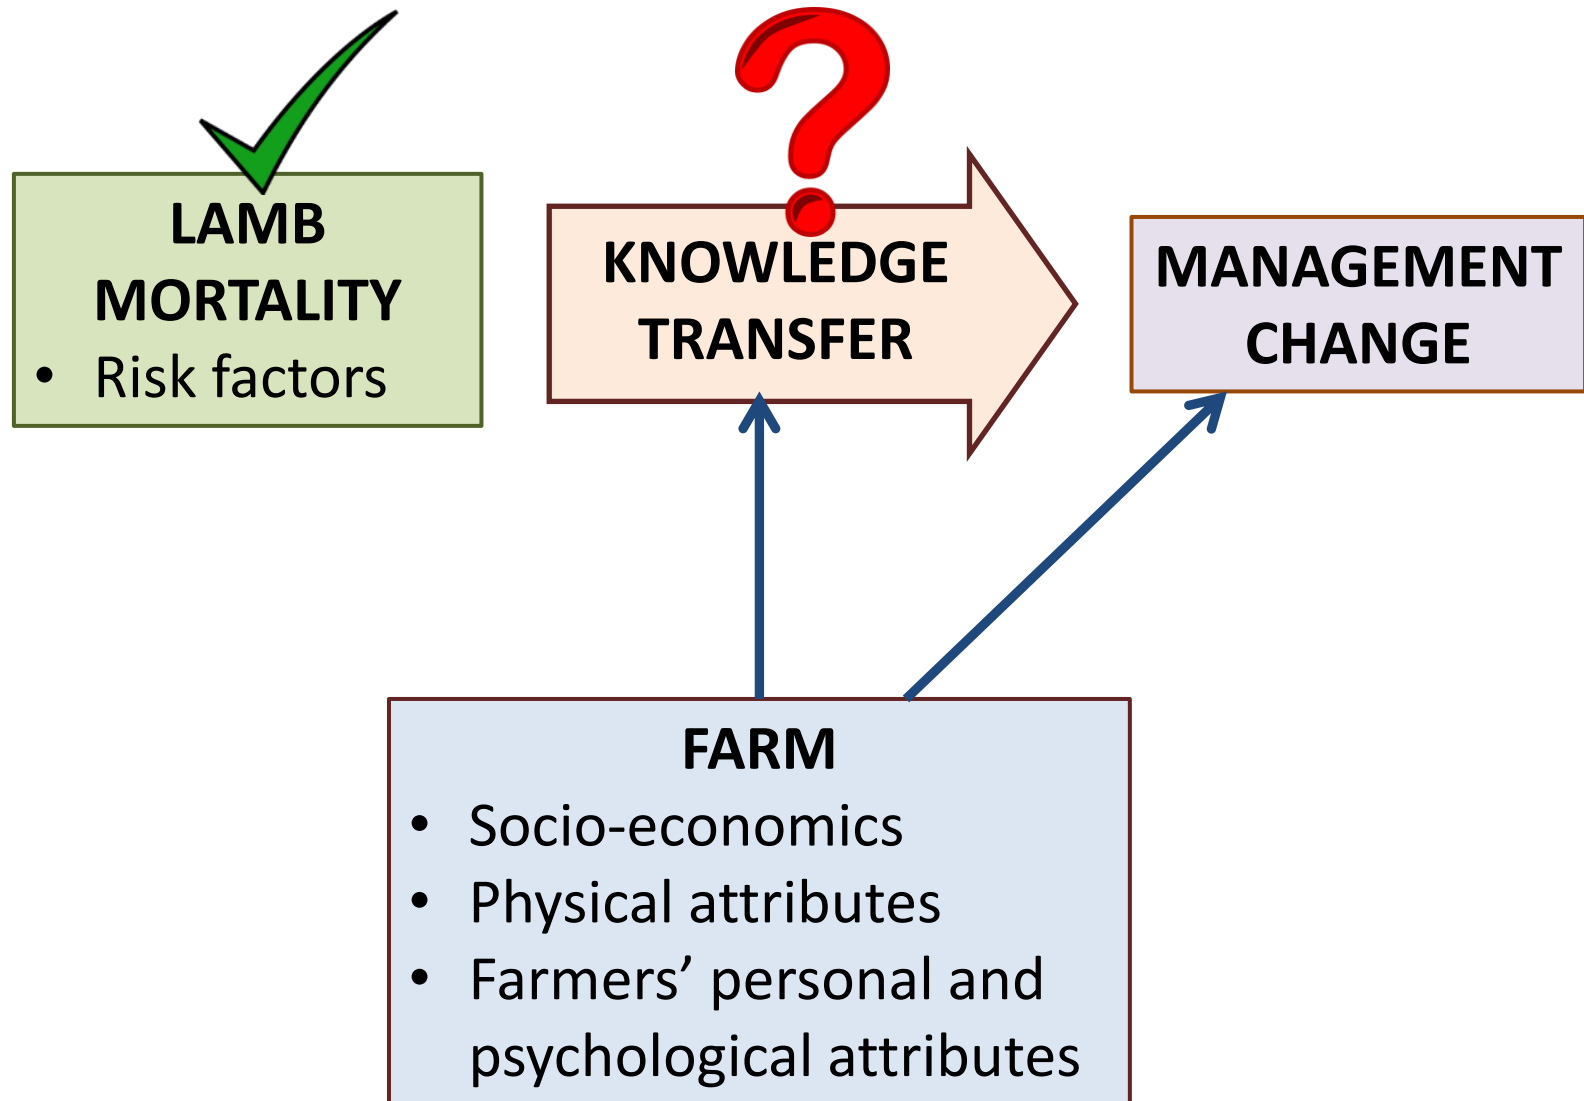 LAMB
MORTALITY
• Risk factors
KNOWLEDGE
TRANSFER
MANAGEMENT
CHANGE
FARM
• Socio-economics
• Physical attributes
• Farmers’ personal and
psychological attributes